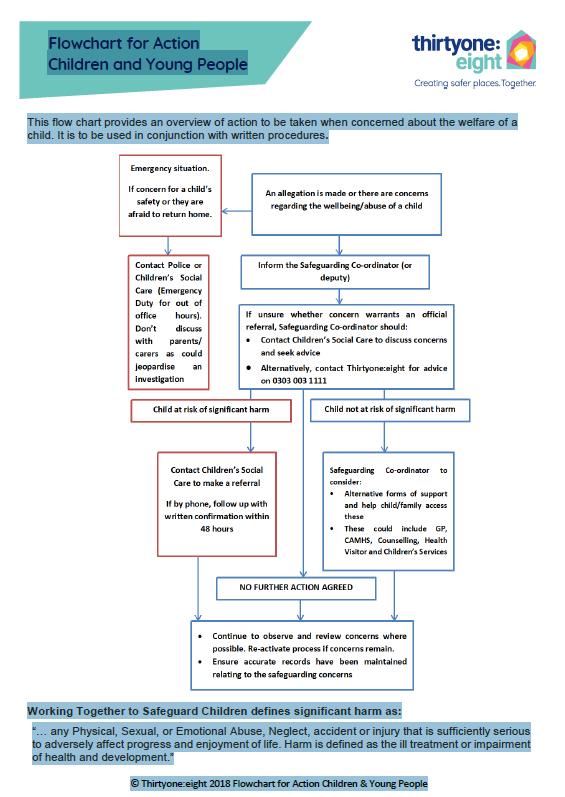 Flowchart for Action
Children and Young People
thirtyone:
eight
Creating safer places. Together.
This flow chart provides an overview of action to be taken when concerned about the welfare of a
child. It is to be used in conjunction with written procedures.
Emergency situation.
If concern for a child's
safety or they are
afraid to return home.
An allegation is made or there are concerns
regarding the wellbeing/abuse of a child
Contact Police or
Children's Social
Care (Emergency
Duty for out of
office hours).
Don't discuss
with parents/
carers as could
jeopardise an
investigation
Inform the Safeguarding Co-ordinator (or
deputy)
If unsure whether concern warrants an official
referral, Safeguarding Co-ordinator should:
• Contact Children's Social Care to discuss concerns
and seek advice
• Alternatively, contact Thirtyone:eight for advice
on 0303 003 1111
Child at risk of significant harm
Child not at risk of significant harm
Contact Children's Social
Care to make a referral
If by phone, follow up with
written confirmation within
48 hours
Safeguarding Co-ordinator to
consider:
• Alternative forms of support
and help child/family access
these
• These could include GP,
CAMHS, Counselling, Health
Visitor and Children's Services
NO FURTHER ACTION AGREED
• Continue to observe and review concerns where
possible. Re-activate process if concerns remain.
• Ensure accurate records have been maintained
relating to the safeguarding concerns
Working Together to Safeguard Children defines significant harm as:
"… any Physical, Sexual, or Emotional Abuse, Neglect, accident or injury that is sufficiently serious
to adversely affect progress and enjoyment of life. Harm is defined as the ill treatment or impairment
of health and development."
© Thirtyone:eight 2018 Flowchart for Action Children & Young People